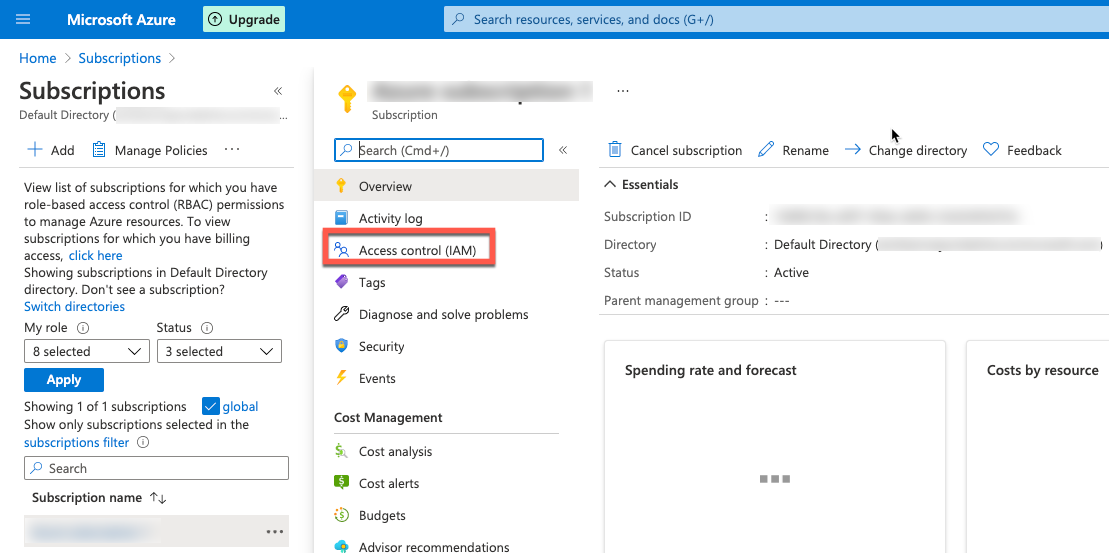 Microsoft Azure
Upgrade
Search resources, services, and docs (G+/)
Home > Subscriptions >
Subscriptions
Default Directory (
...
Add
Manage Policies
...
View list of subscriptions for which you have
role-based access control (RBAC) permissions
to manage Azure resources. To view
subscriptions for which you have billing
access, click here
Showing subscriptions in Default Directory
directory. Don't see a subscription?
Switch directories
My role
Status
8 selected
3 selected
Apply
Showing 1 of 1 subscriptions
global
Show only subscriptions selected in the
subscriptions filter
Search
Subscription name
...
...
Subscription
Search (Cmd+/)
«
Overview
Activity log
Access control (IAM)
Tags
Diagnose and solve problems
Security
Events
Cost Management
Cost analysis
Cost alerts
Budgets
Advisor recommendations
Cancel subscription
Rename
Change directory
Feedback
Essentials
Subscription ID :
Directory : Default Directory ( )
Status : Active
Parent management group : ---
Spending rate and forecast
Costs by resource